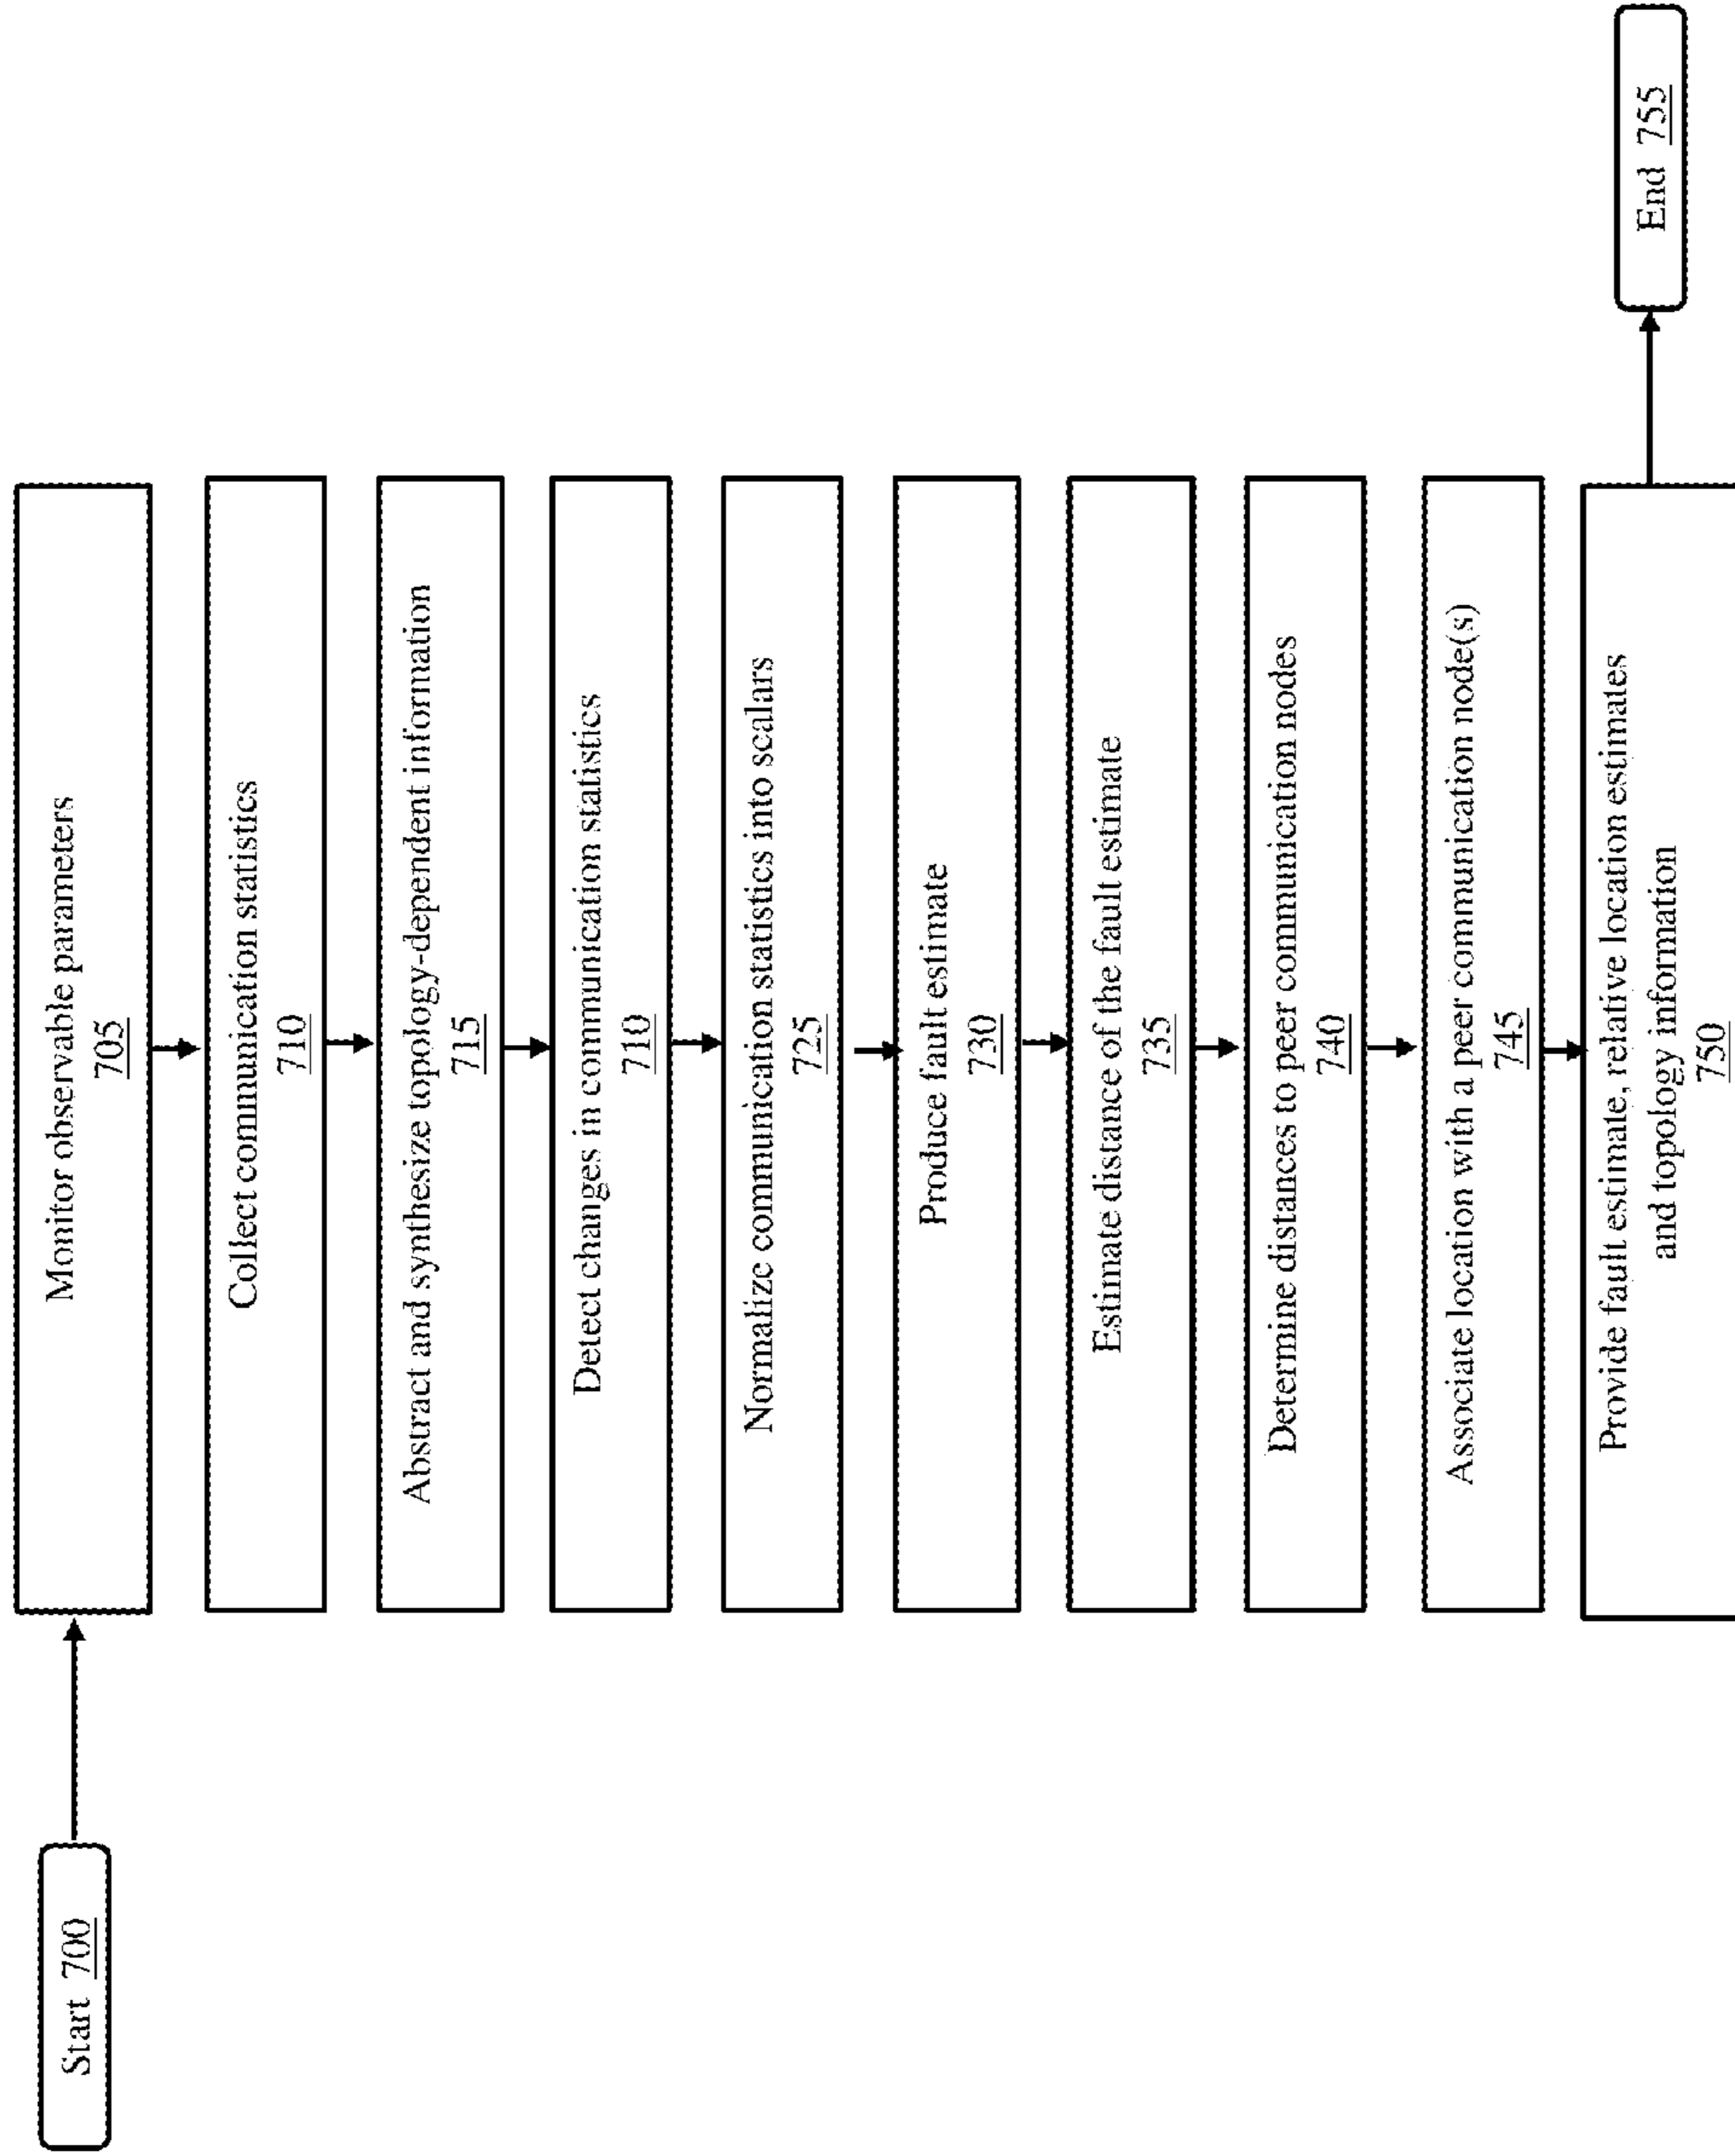 Start 700
Monitor observable parameters
705
Collect communication statistics
710
Abstract and synthesize topology-dependent information
715
Detect changes in communication statistics
710
Normalize communication statistics into scalars
725
Produce fault estimate
730
Estimate distance of the fault estimate
735
Determine distances to peer communication nodes
740
Associate location with a peer communication node(s)
745
Provide fault estimate, relative location estimates
and topology information
750
End 755